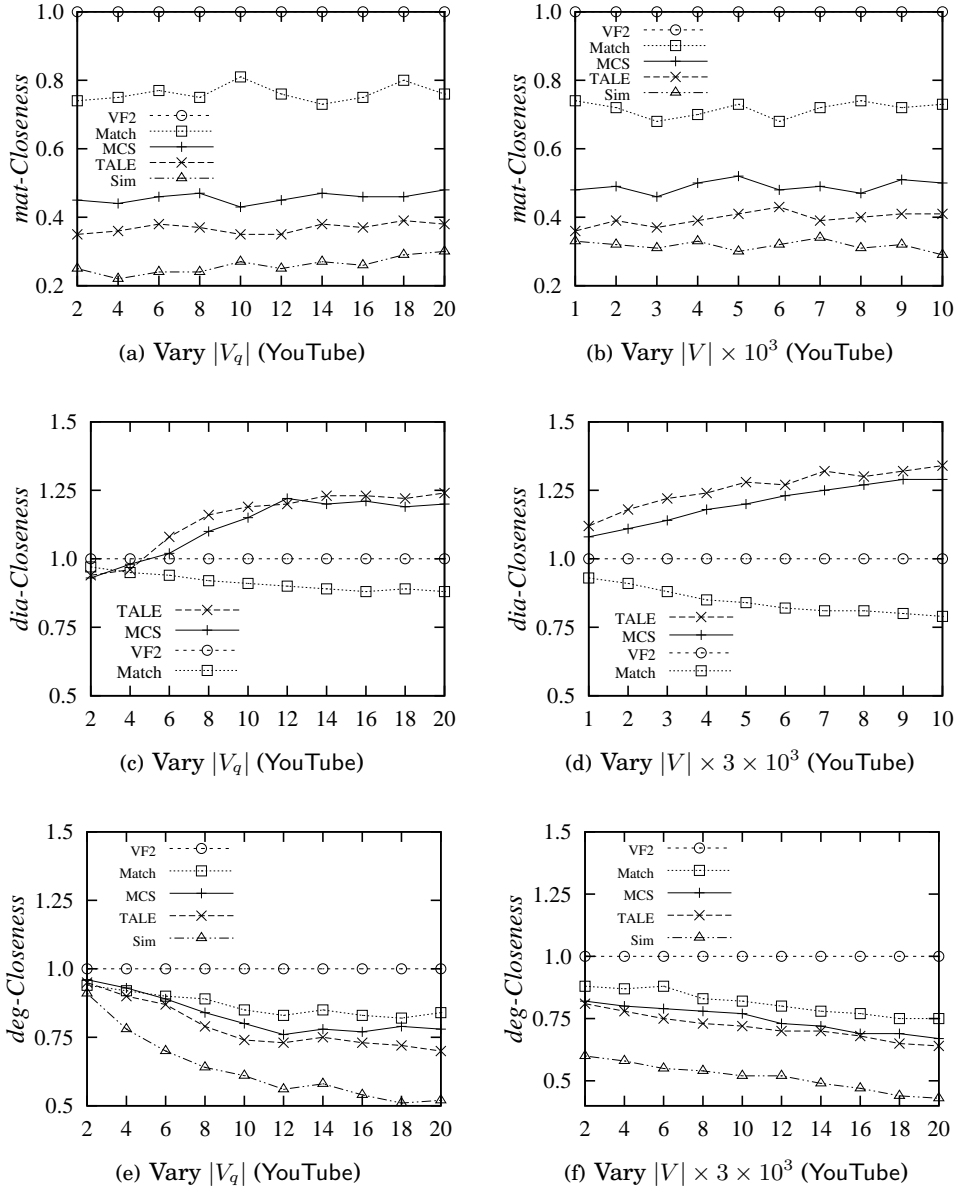 1.0
0.8
0.6
0.4
0.2
mat-Closeness
VF2
Match
MCS
TALE
Sim
2 4 6 8 10 12 14 16 18 20
(a) Vary |V_q| (YouTube)
1.0
0.8
0.6
0.4
0.2
mat-Closeness
VF2
Match
MCS
TALE
Sim
1 2 3 4 5 6 7 8 9 10
(b) Vary |V| × 10^3 (YouTube)
1.5
1.25
1.0
0.75
0.5
dia-Closeness
TALE
MCS
VF2
Match
2 4 6 8 10 12 14 16 18 20
(c) Vary |V_q| (YouTube)
1.5
1.25
1.0
0.75
0.5
dia-Closeness
TALE
MCS
VF2
Match
1 2 3 4 5 6 7 8 9 10
(d) Vary |V| × 3 × 10^3 (YouTube)
1.5
1.25
1.0
0.75
0.5
deg-Closeness
VF2
Match
MCS
TALE
Sim
2 4 6 8 10 12 14 16 18 20
(e) Vary |V_q| (YouTube)
1.5
1.25
1.0
0.75
0.5
deg-Closeness
VF2
Match
MCS
TALE
Sim
2 4 6 8 10 12 14 16 18 20
(f) Vary |V| × 3 × 10^3 (YouTube)